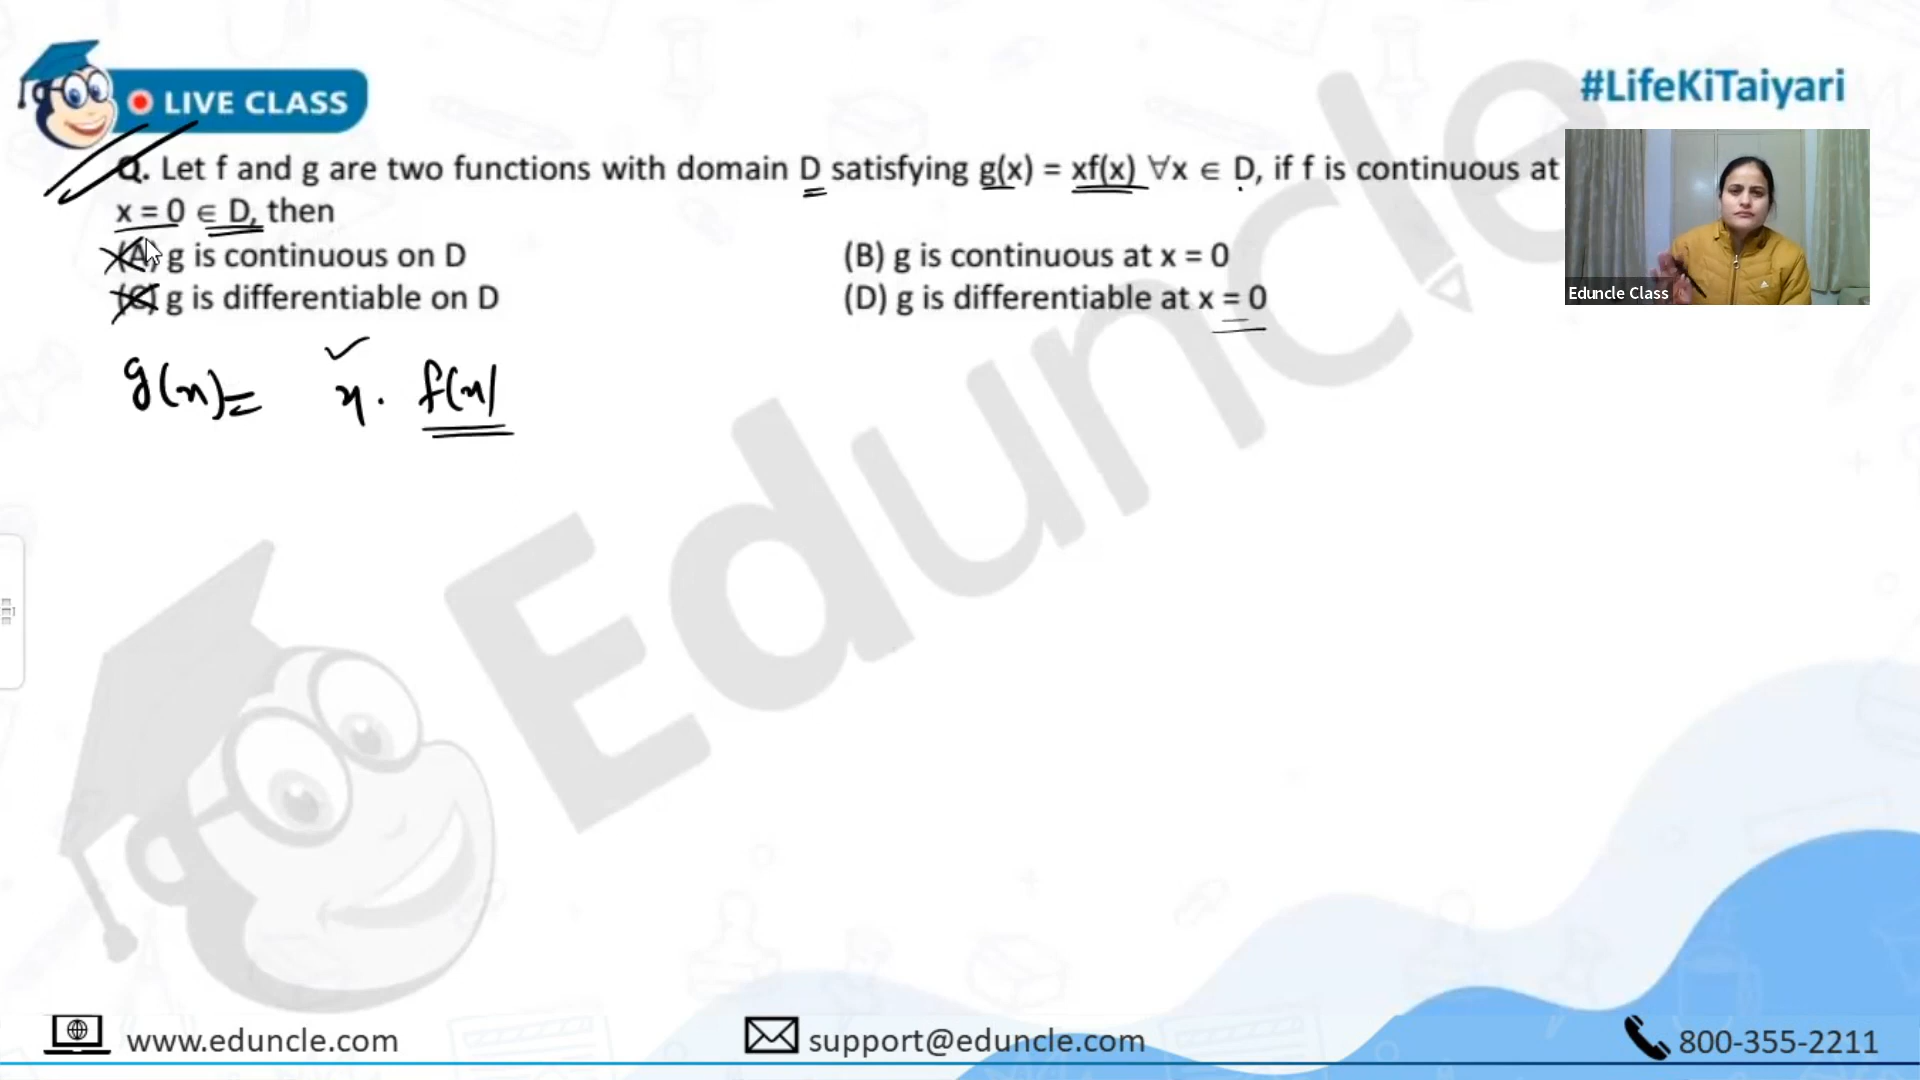 LIVE CLASS
#LifeKiTaiyari
Q. Let f and g are two functions with domain D satisfying g(x) = xf(x) ∀x ∈ D, if f is continuous at
x = 0 ∈ D, then
(A) g is continuous on D
(B) g is continuous at x = 0
(C) g is differentiable on D
(D) g is differentiable at x = 0
Eduncle Class
g(x) = x . f(x)
Eduncle
www.eduncle.com
support@eduncle.com
800-355-2211